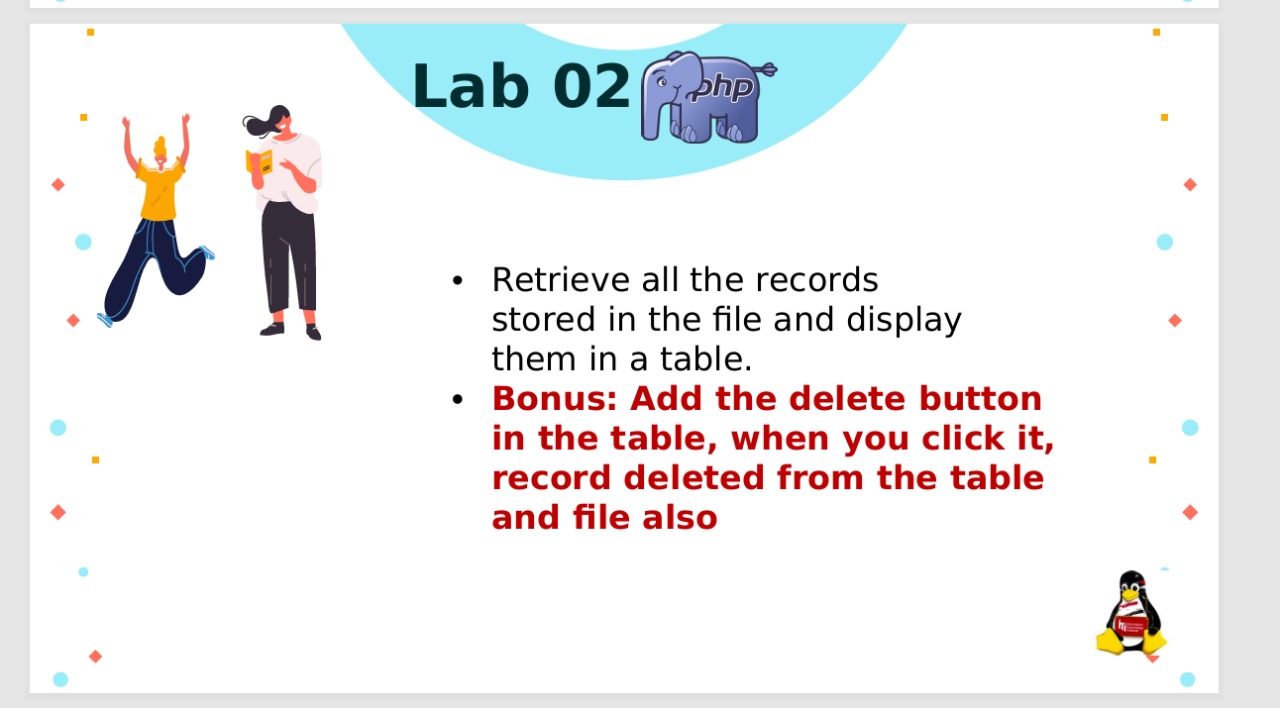 Lab 02
php
• Retrieve all the records
stored in the file and display
them in a table.
• Bonus: Add the delete button
in the table, when you click it,
record deleted from the table
and file also